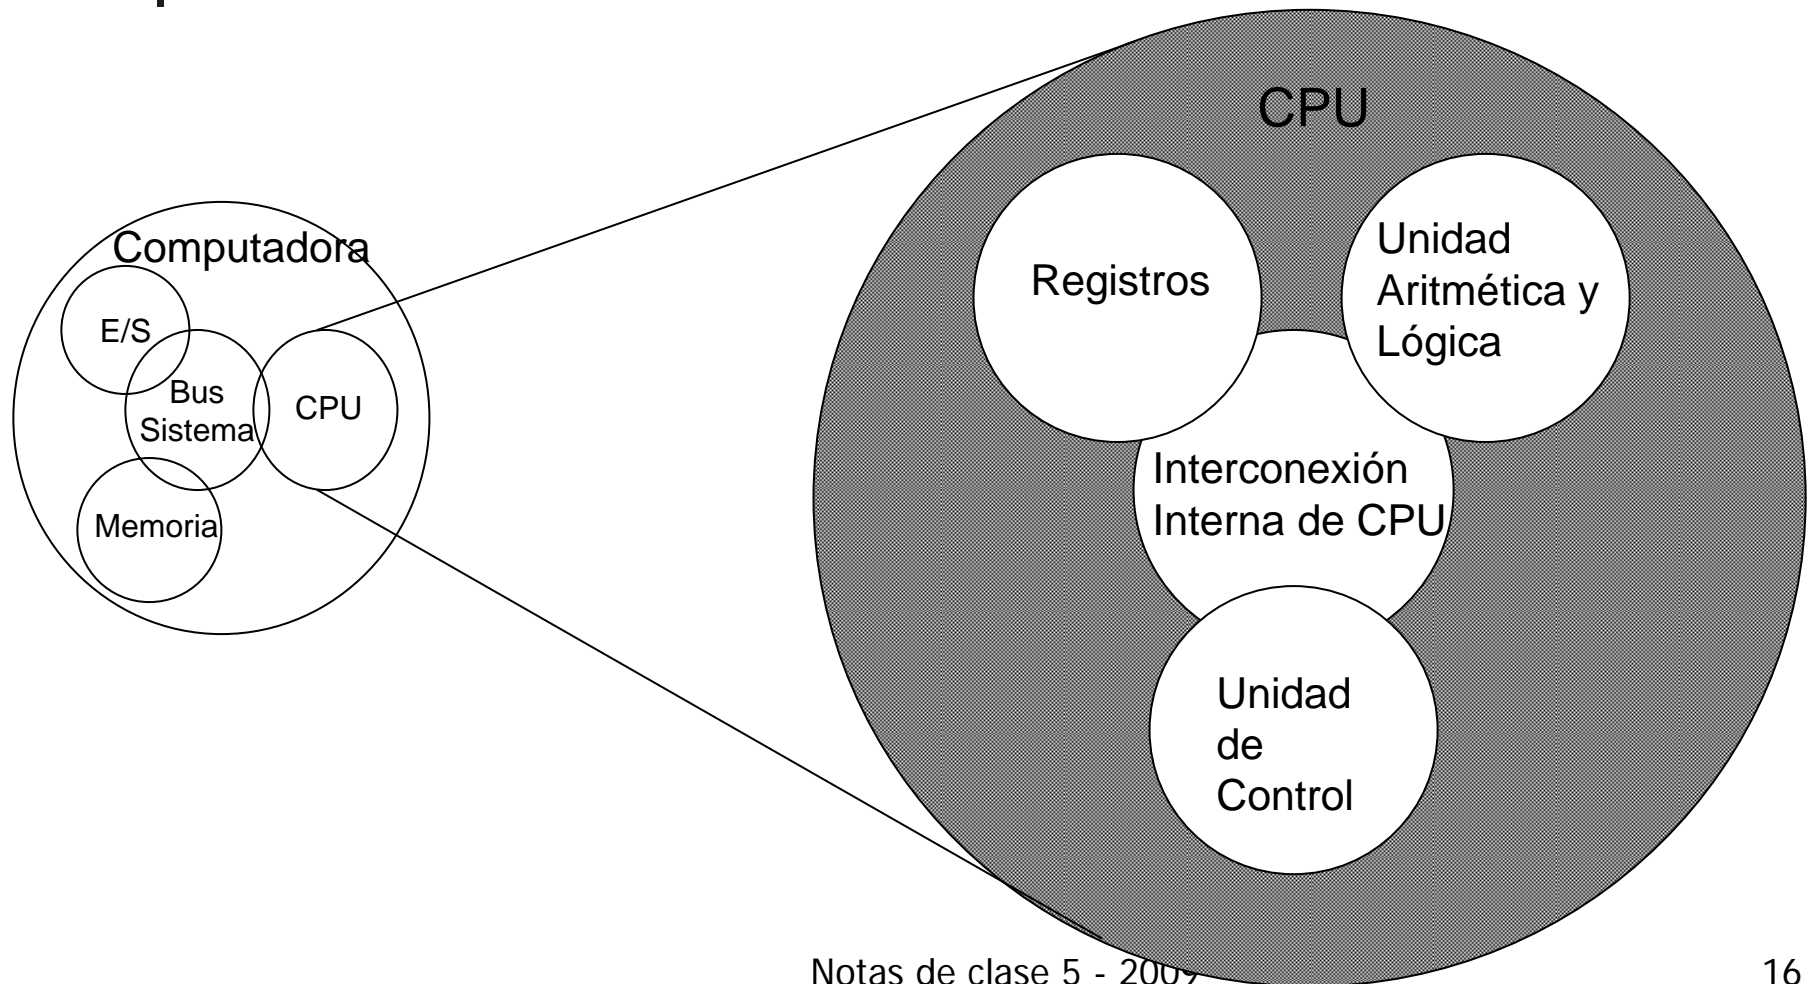 Computadora
E/S
Bus
Sistema
CPU
Memoria
CPU
Registros
Unidad
Aritmética y
Lógica
Interconexión
Interna de CPU
Unidad
de
Control
Notas de clase 5 - 2009
16